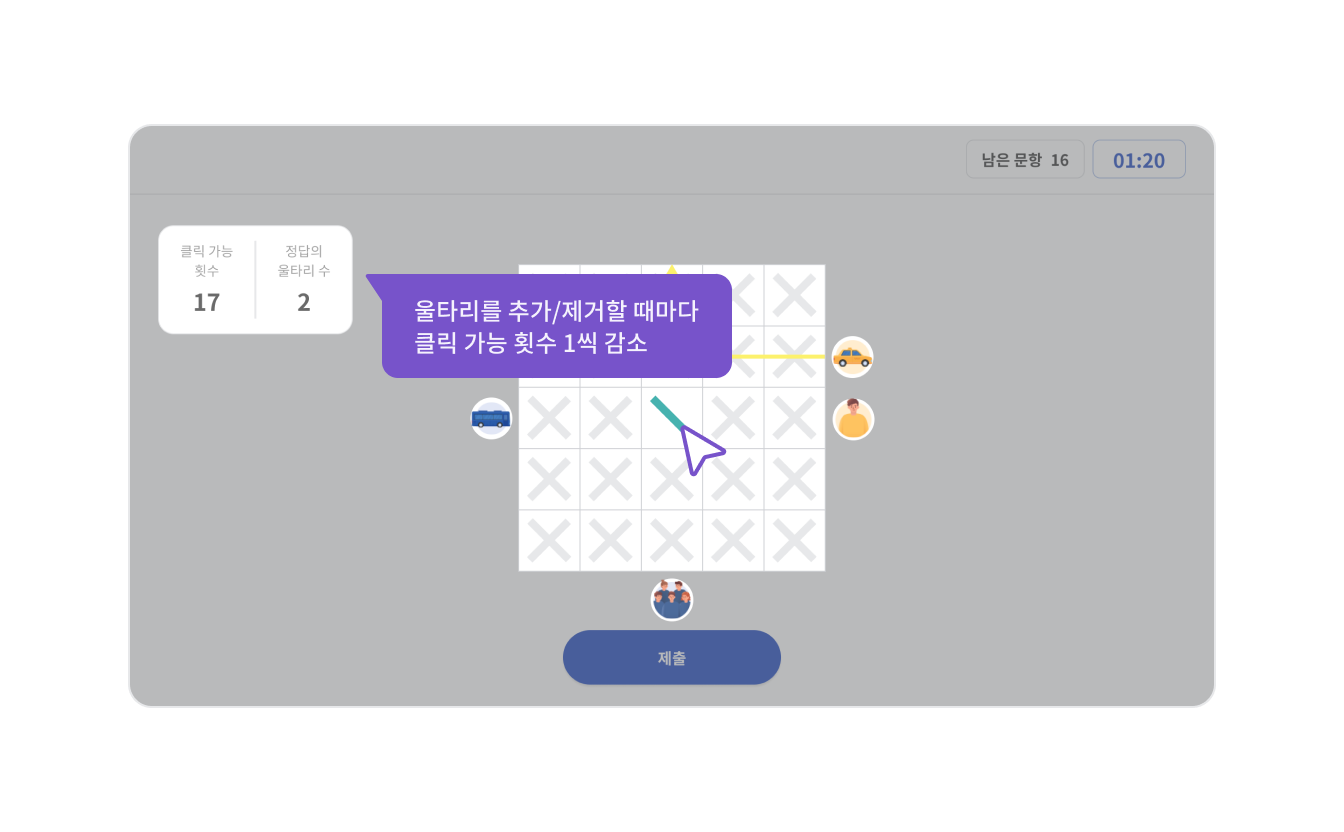 남은 문항 16
01:20
클릭 가능
횟수
17
정답의
울타리 수
2
울타리를 추가/제거할 때마다
클릭 가능 횟수 1씩 감소
제출